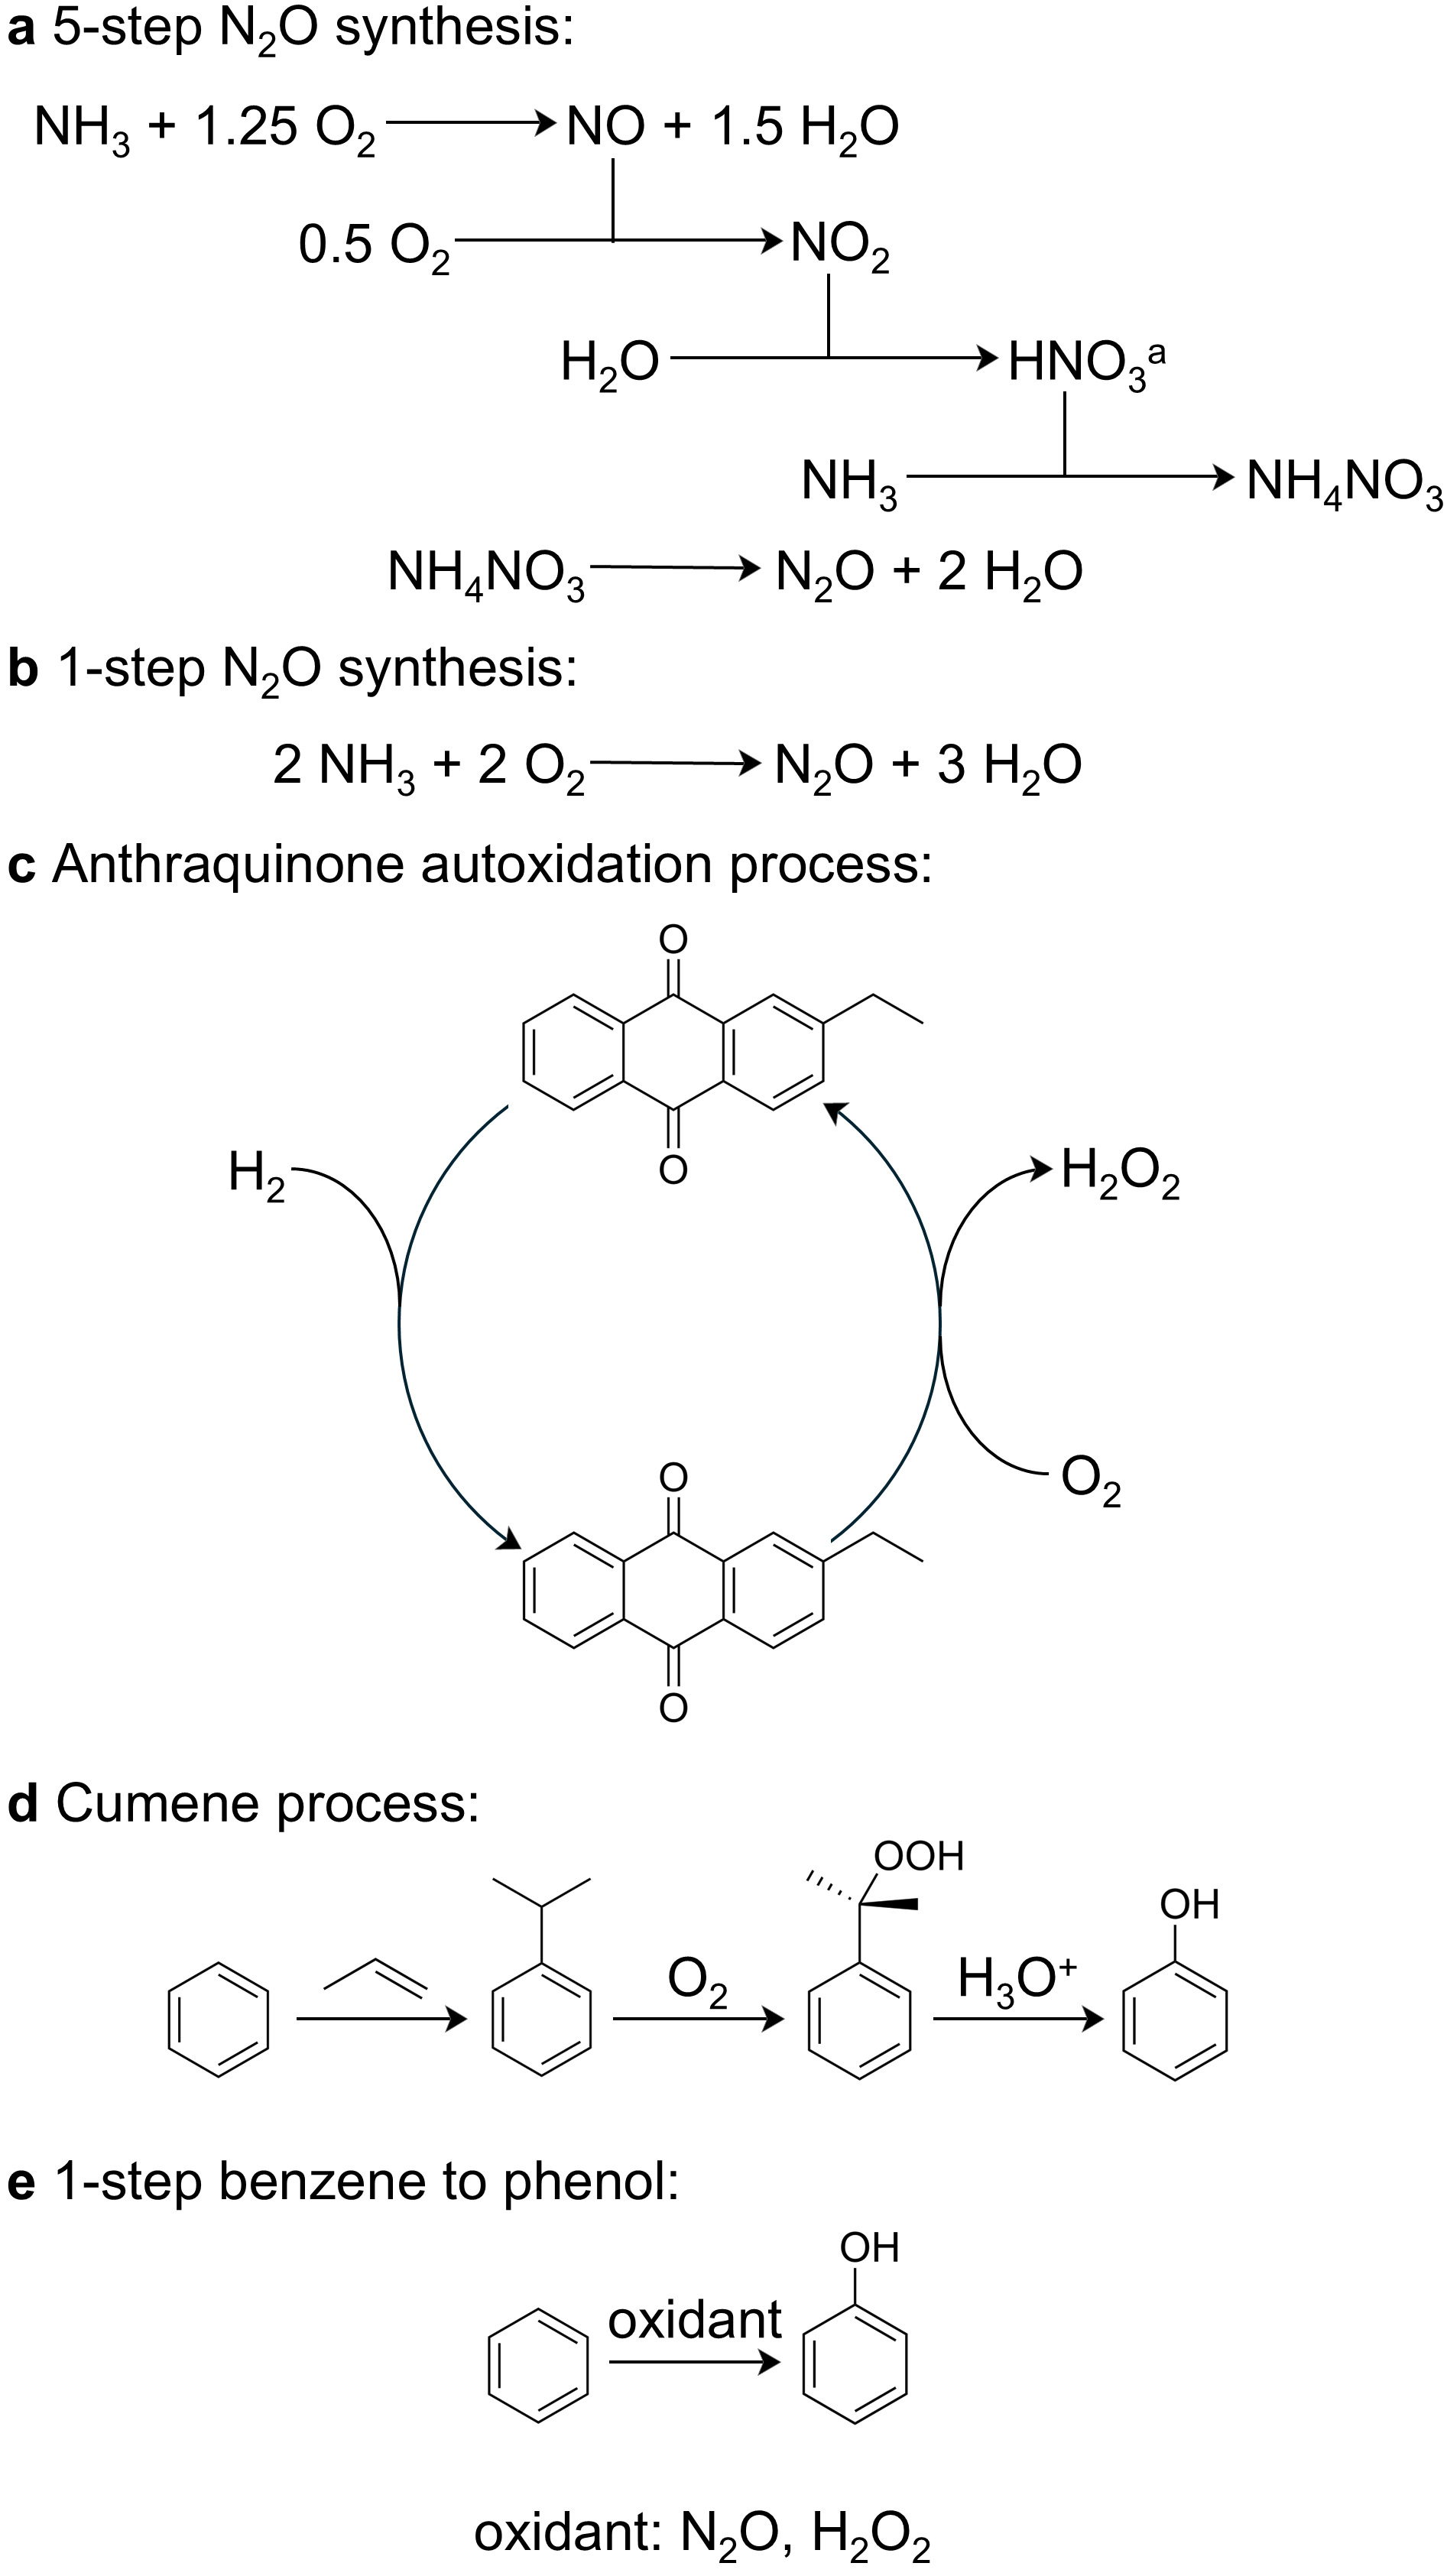 a 5-step N₂O synthesis:
NH₃ + 1.25 O₂ NO + 1.5 H₂O
0.5 O₂ NO₂
H₂O HNO₃ᵃ
NH₃ NH₄NO₃
NH₄NO₃ N₂O + 2 H₂O
b 1-step N₂O synthesis:
2 NH₃ + 2 O₂ N₂O + 3 H₂O
c Anthraquinone autoxidation process:
O
O
H₂ H₂O₂
O
O₂
O
d Cumene process:
OOH
OH
O₂ H₃O⁺
e 1-step benzene to phenol:
OH
oxidant
oxidant: N₂O, H₂O₂